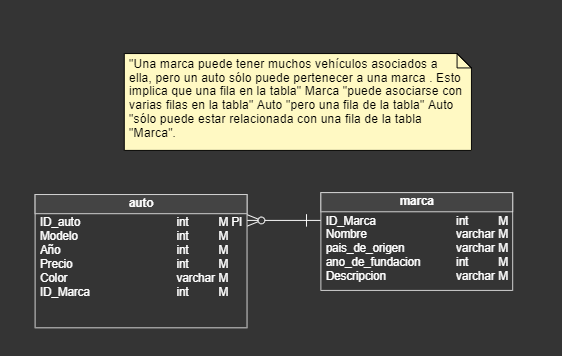 "Una marca puede tener muchos vehículos asociados a
ella, pero un auto sólo puede pertenecer a una marca . Esto
implica que una fila en la tabla" Marca "puede asociarse con
varias filas en la tabla" Auto "pero una fila de la tabla" Auto
"sólo puede estar relacionada con una fila de la tabla
"Marca".
auto
ID_auto int M PI
Modelo int M
Año int M
Precio int M
Color varchar M
ID_Marca int M
marca
ID_Marca int M
Nombre varchar M
pais_de_origen varchar M
ano_de_fundacion int M
Descripcion varchar M